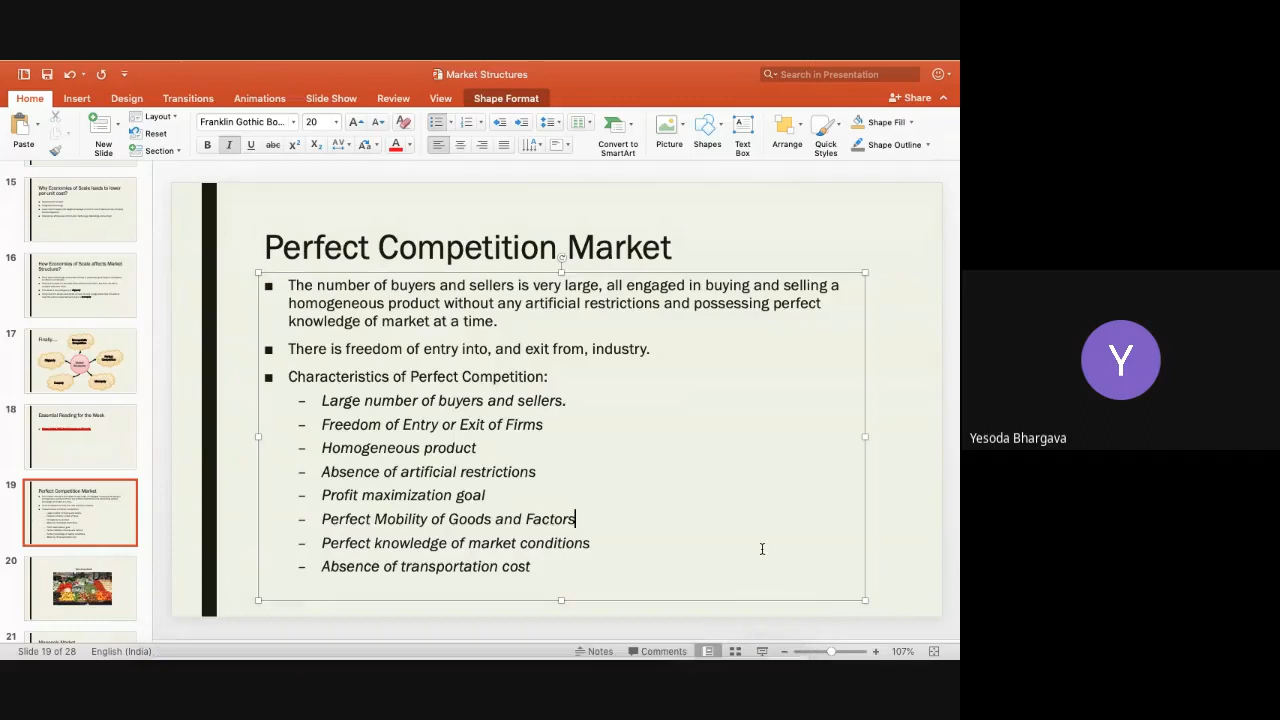 Market Structures
Search in Presentation
Home Insert Design Transitions Animations Slide Show Review View Shape Format
Share
Paste
New
Slide
Layout
Reset
Section
Franklin Gothic Bo...
20
Convert to
SmartArt
Picture
Shapes
Text
Box
Arrange
Quick
Styles
Shape Fill
Shape Outline
15
Why Economies of Scale leads to lower
per-unit cost?
16
How Economies of Scale affects Market
Structure?
17
Finally....
18
Essential Reading for the Week
19
Perfect Competition Market
20
21
Perfect Competition Market
■ The number of buyers and sellers is very large, all engaged in buying and selling a
homogeneous product without any artificial restrictions and possessing perfect
knowledge of market at a time.
■ There is freedom of entry into, and exit from, industry.
■ Characteristics of Perfect Competition:
– Large number of buyers and sellers.
– Freedom of Entry or Exit of Firms
– Homogeneous product
– Absence of artificial restrictions
– Profit maximization goal
– Perfect Mobility of Goods and Factors
– Perfect knowledge of market conditions
– Absence of transportation cost
Slide 19 of 28 English (India)
Notes Comments
107%
Y
Yesoda Bhargava